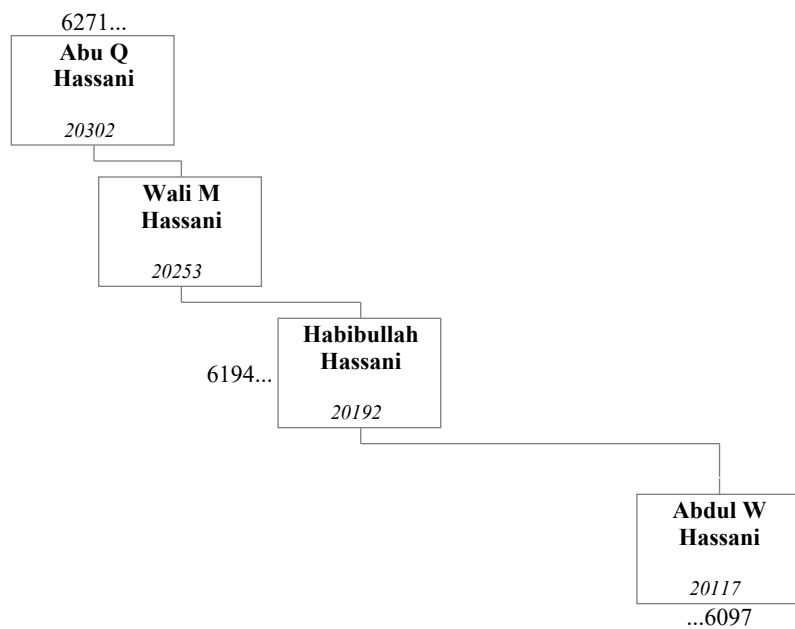 6271...
Abu Q
Hassani
20302
Wali M
Hassani
20253
Habibullah
Hassani
6194...
20192
Abdul W
Hassani
20117
...6097